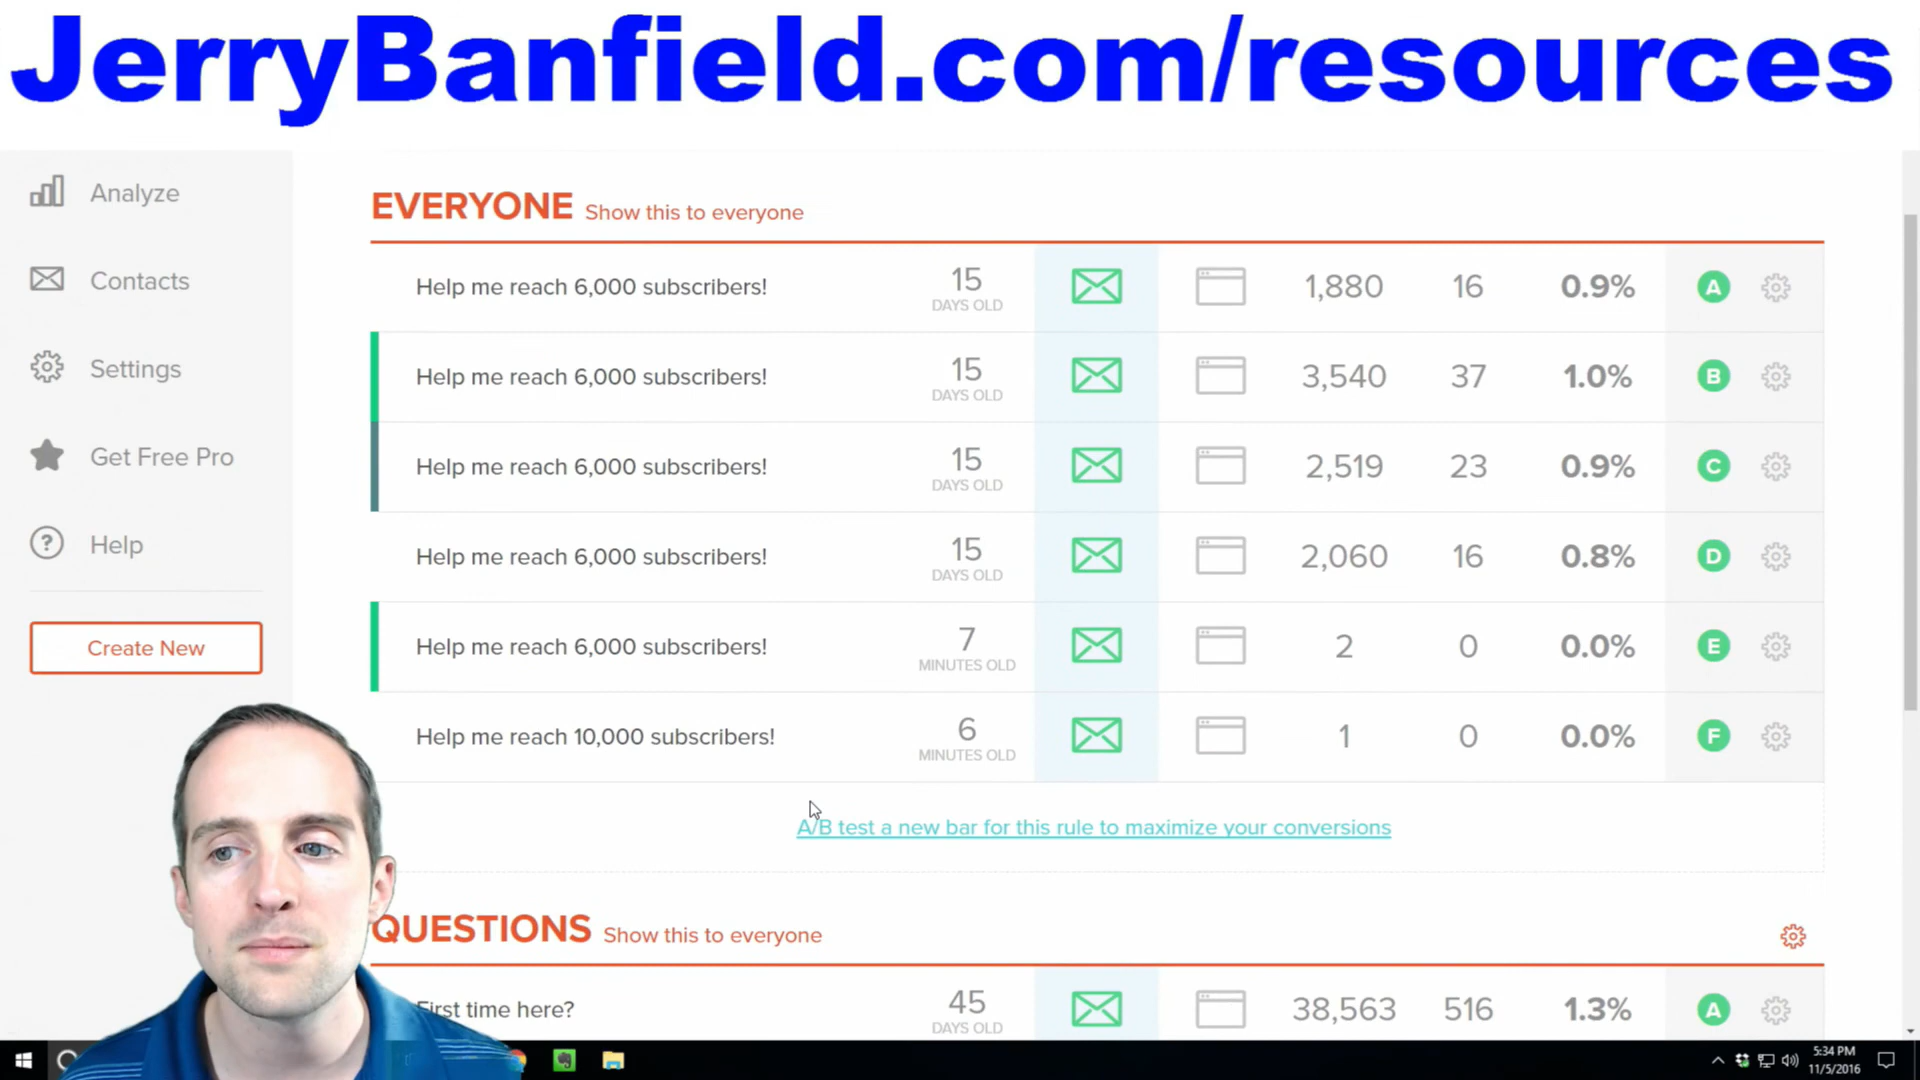 JerryBanfield.com/resources
Analyze
Contacts
Settings
Get Free Pro
Help
Create New
EVERYONE Show this to everyone
Help me reach 6,000 subscribers! 15 DAYS OLD 1,880 16 0.9% A
Help me reach 6,000 subscribers! 15 DAYS OLD 3,540 37 1.0% B
Help me reach 6,000 subscribers! 15 DAYS OLD 2,519 23 0.9% C
Help me reach 6,000 subscribers! 15 DAYS OLD 2,060 16 0.8% D
Help me reach 6,000 subscribers! 7 MINUTES OLD 2 0 0.0% E
Help me reach 10,000 subscribers! 6 MINUTES OLD 1 0 0.0% F
A/B test a new bar for this rule to maximize your conversions
QUESTIONS Show this to everyone
First time here? 45 DAYS OLD 38,563 516 1.3% A
5:34 PM
11/5/2016